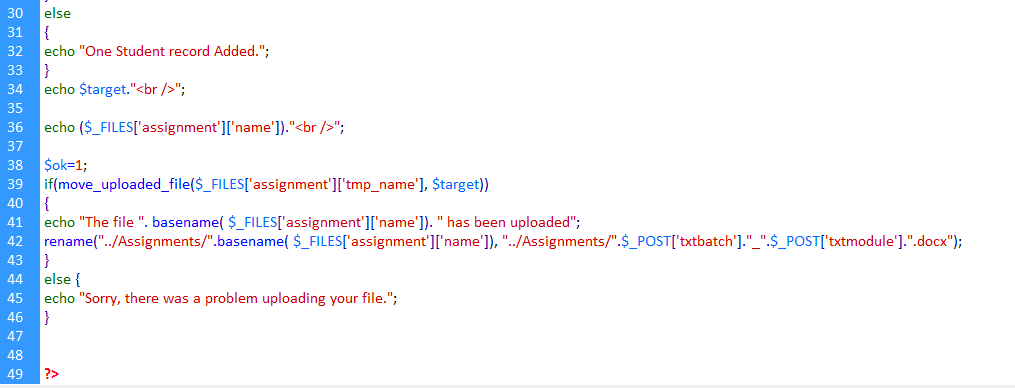 30 else
31 {
32 echo "One Student record Added.";
33 }
34 echo $target."<br />";
35
36 echo ($_FILES['assignment']['name'])."<br />";
37
38 $ok=1;
39 if(move_uploaded_file($_FILES['assignment']['tmp_name'], $target))
40 {
41 echo "The file ". basename( $_FILES['assignment']['name']). " has been uploaded";
42 rename("../Assignments/".basename( $_FILES['assignment']['name']), "../Assignments/".$_POST['txtbatch']."_".$_POST['txtmodule'].".docx");
43 }
44 else {
45 echo "Sorry, there was a problem uploading your file.";
46 }
47
48
49 ?>